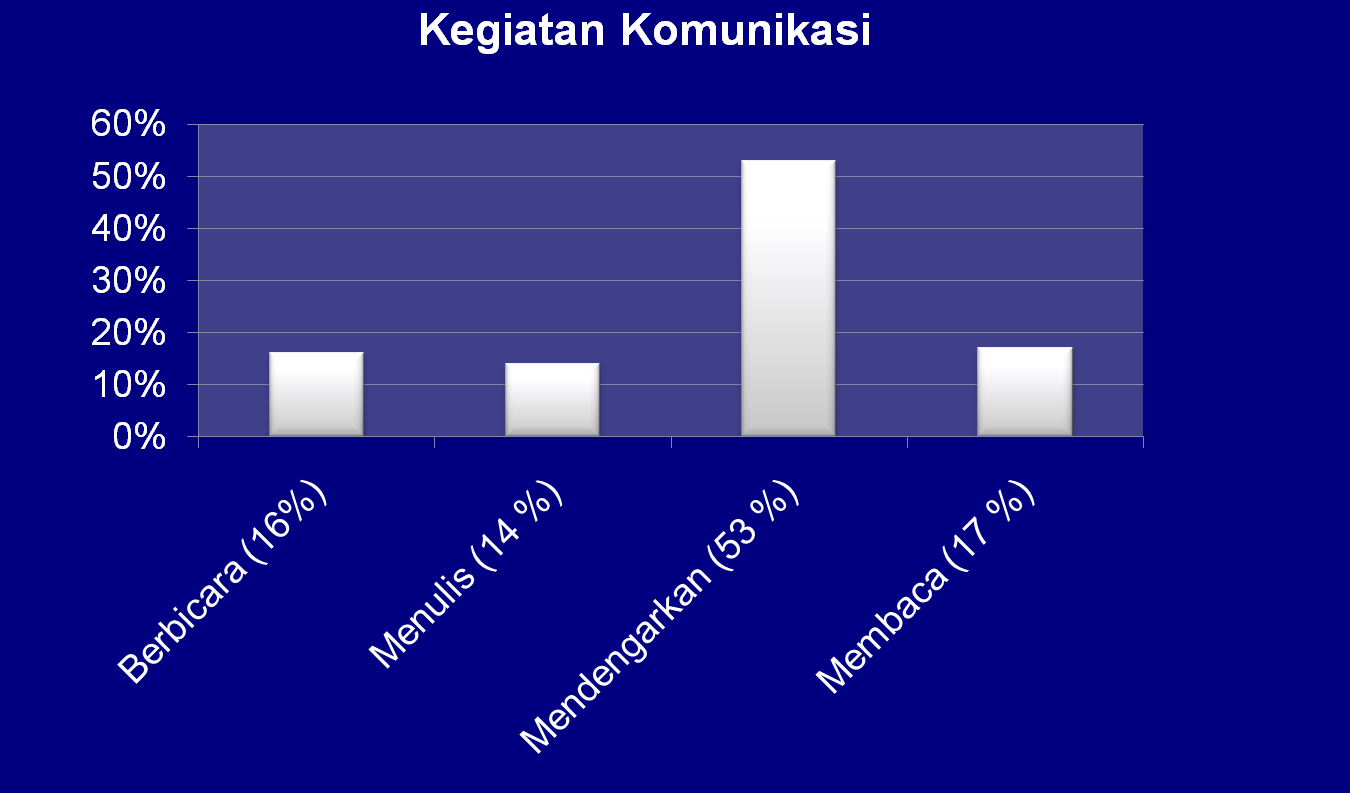 Kegiatan Komunikasi
60%
50%
40%
30%
20%
10%
0%
Berbicara (16%)
Menulis (14 %)
Mendengarkan (53 %)
Membaca (17 %)